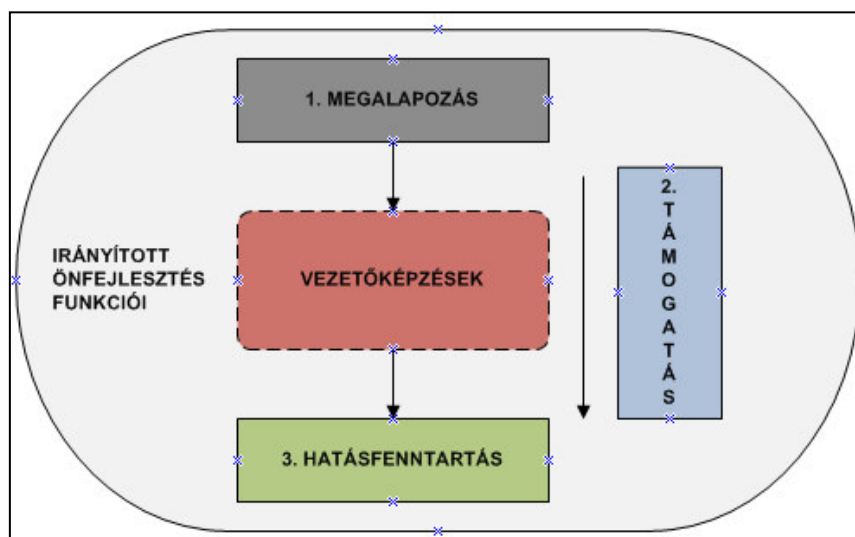 1. MEGALAPOZÁS
IRÁNYÍTOTT
ÖNFEJLESZTÉS
FUNKCIÓI
VEZETŐKÉPZÉSEK
2.
T
Á
M
O
G
A
T
Á
S
3. HATÁSFENNTARTÁS